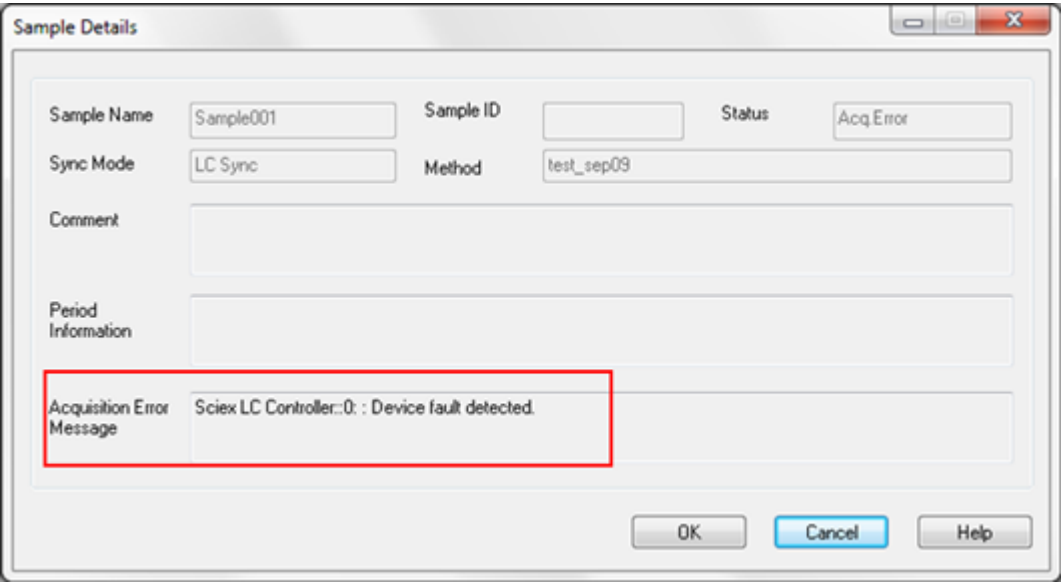 Sample Details
Sample Name Sample001 Sample ID Status Acq.Error
Sync Mode LC Sync Method test_sep09
Comment
Period
Information
Acquisition Error Sciex LC Controller::0: : Device fault detected.
Message
OK Cancel Help